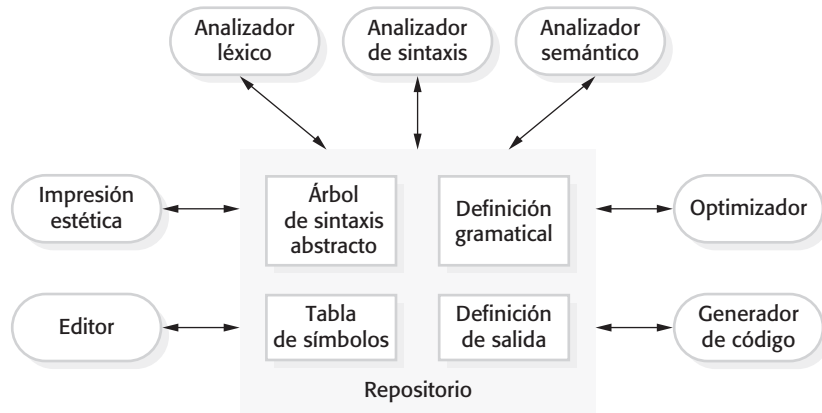 Analizador
léxico
Analizador
de sintaxis
Analizador
semántico
Impresión
estética
Árbol
de sintaxis
abstracto
Definición
gramatical
Optimizador
Editor
Tabla
de símbolos
Definición
de salida
Generador
de código
Repositorio